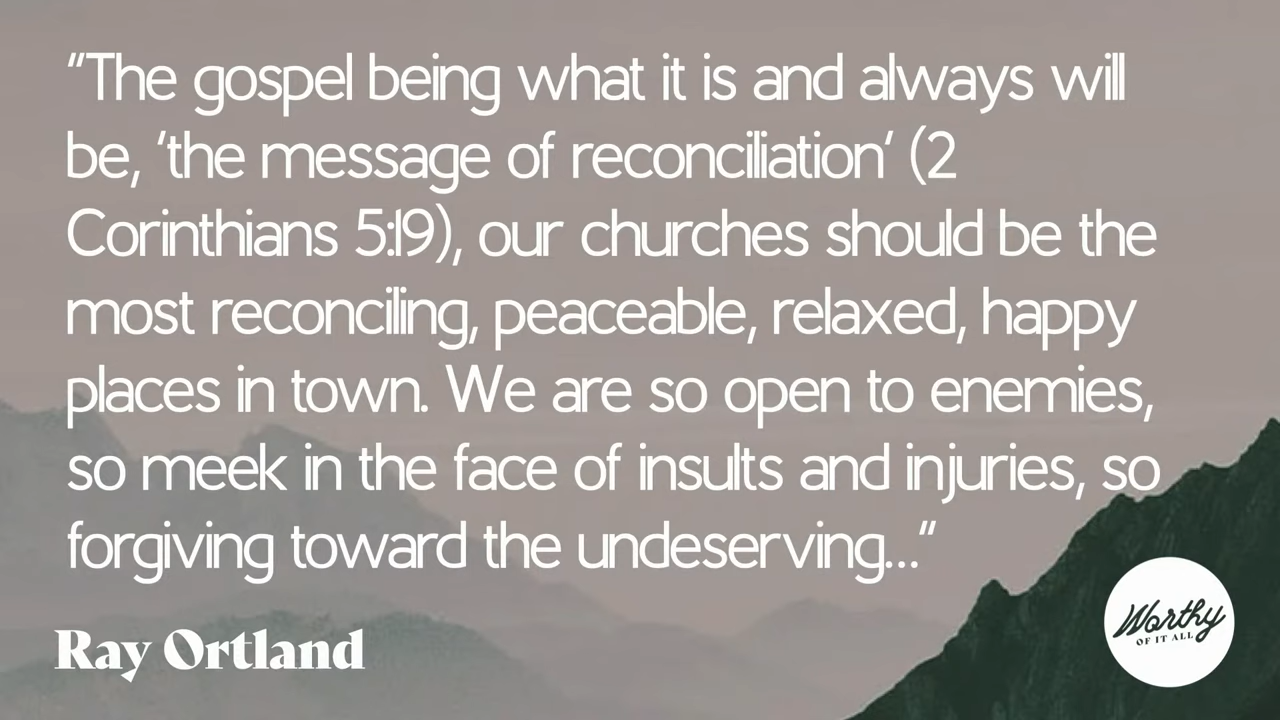 “The gospel being what it is and always will
be, ‘the message of reconciliation’ (2
Corinthians 5:19), our churches should be the
most reconciling, peaceable, relaxed, happy
places in town. We are so open to enemies,
so meek in the face of insults and injuries, so
forgiving toward the undeserving...“
Ray Ortland
Worthy
OF IT ALL